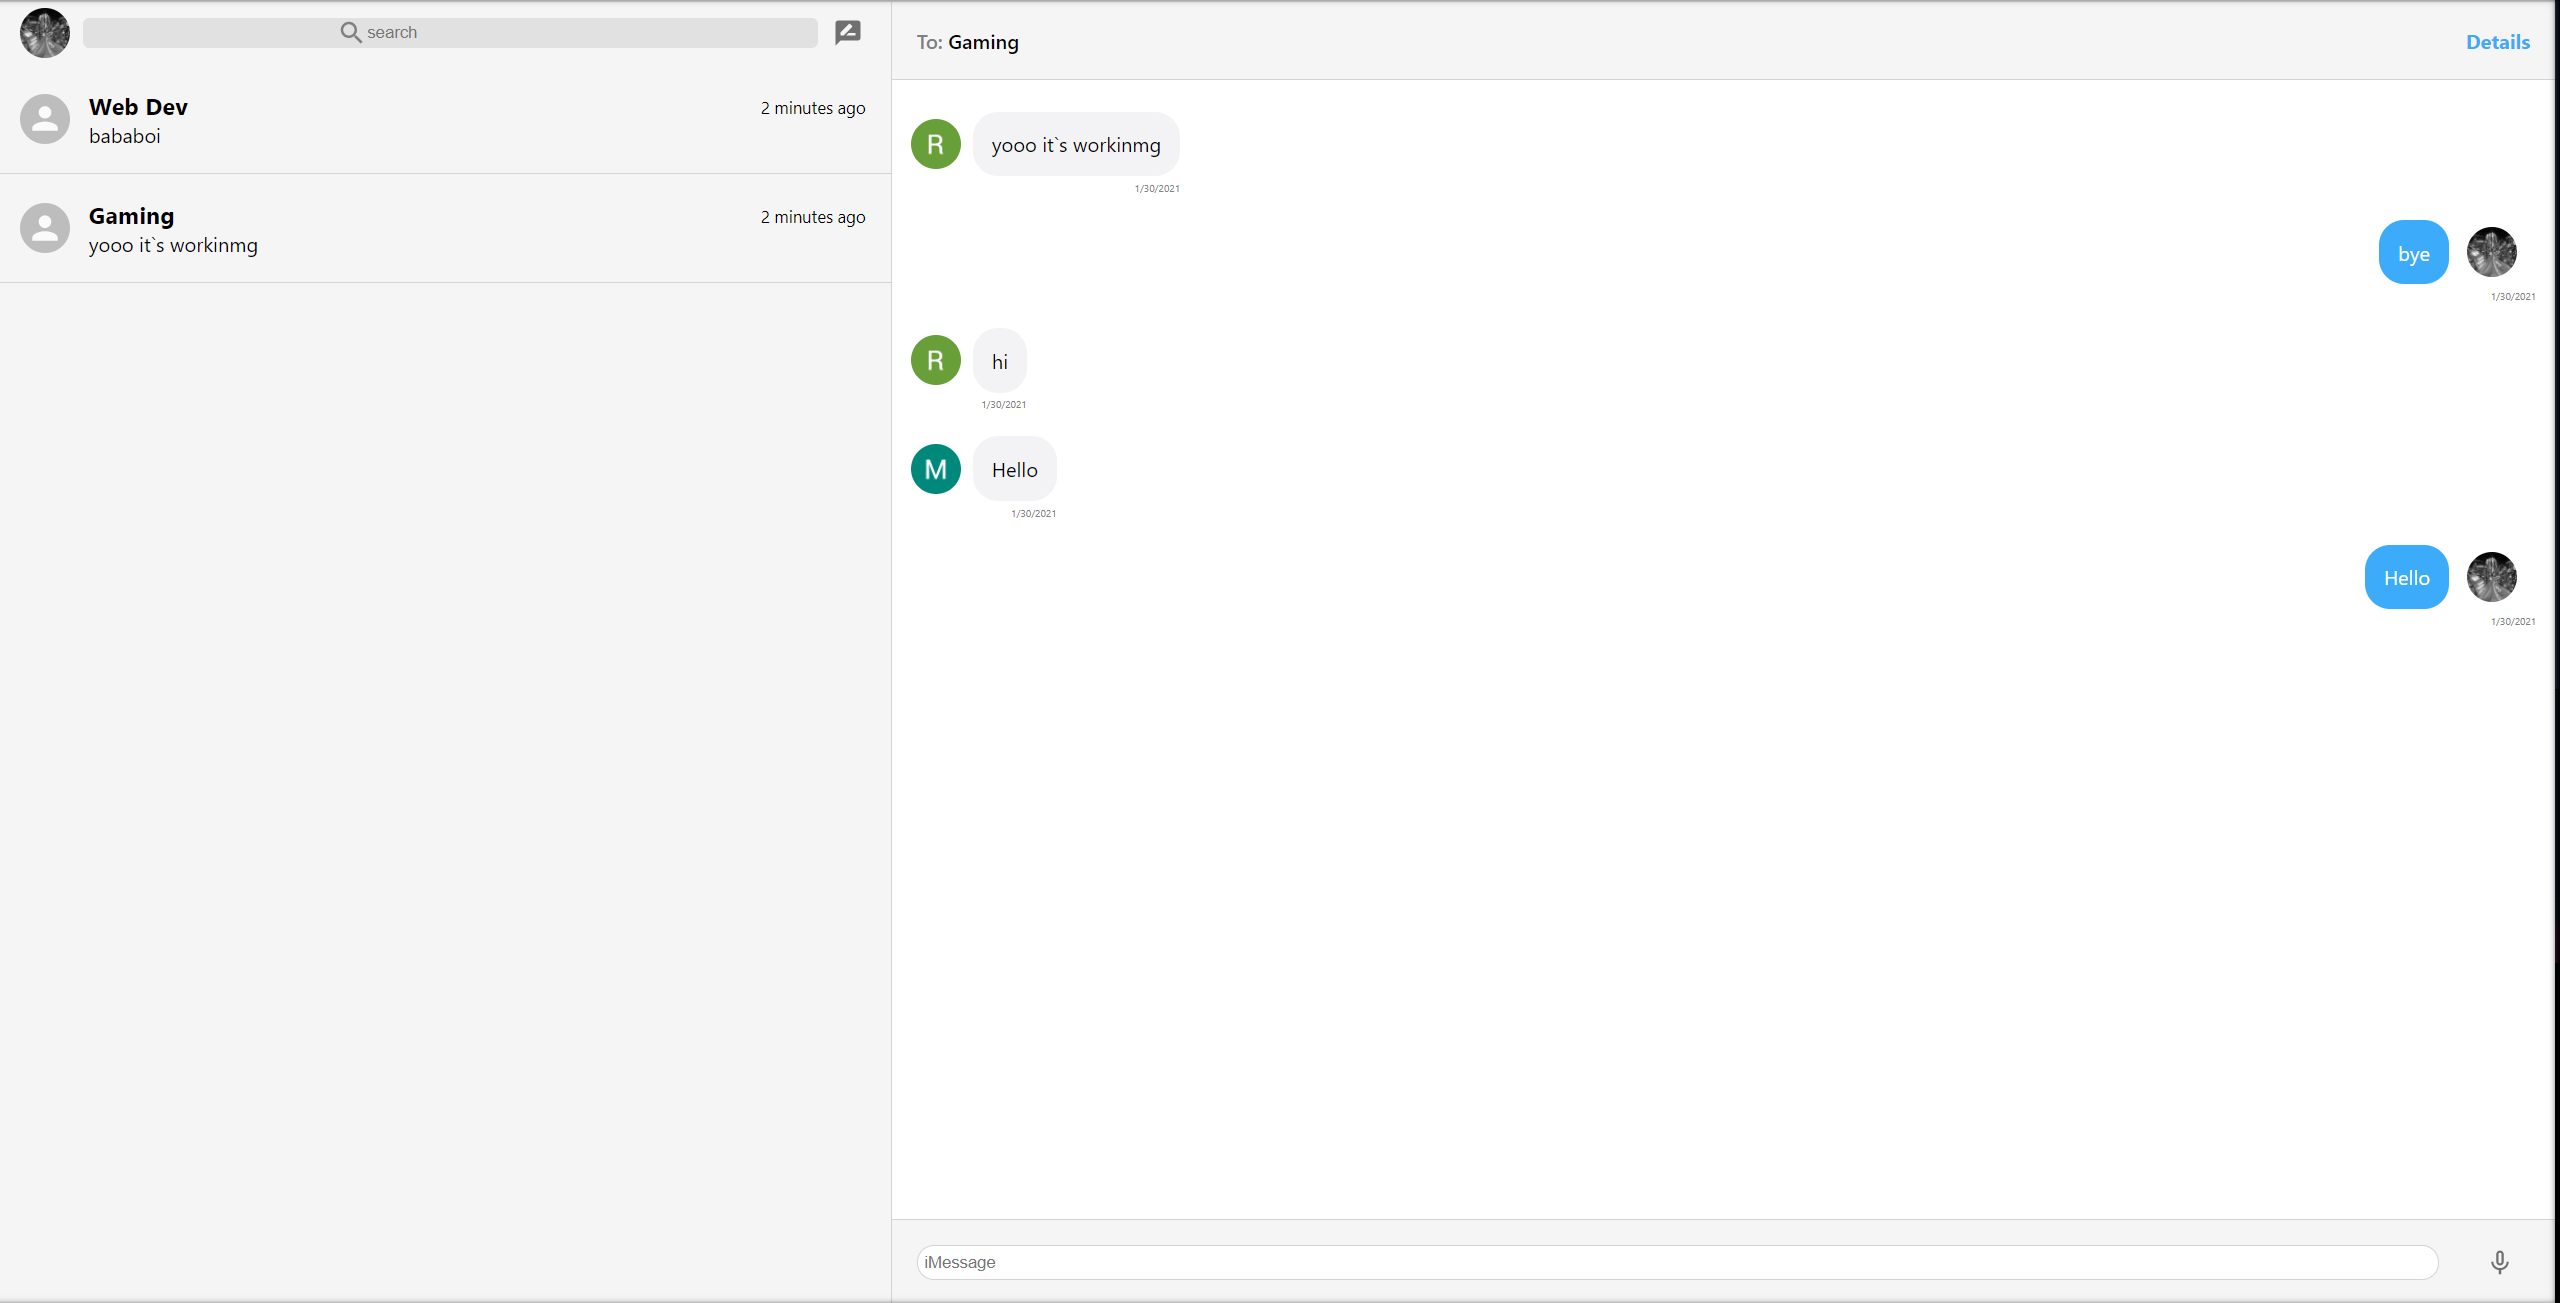 search
Web Dev
2 minutes ago
bababoi
Gaming
2 minutes ago
yooo it`s workinmg
To: Gaming
Details
R
yooo it`s workinmg
1/30/2021
bye
1/30/2021
R
hi
1/30/2021
M
Hello
1/30/2021
Hello
1/30/2021
iMessage